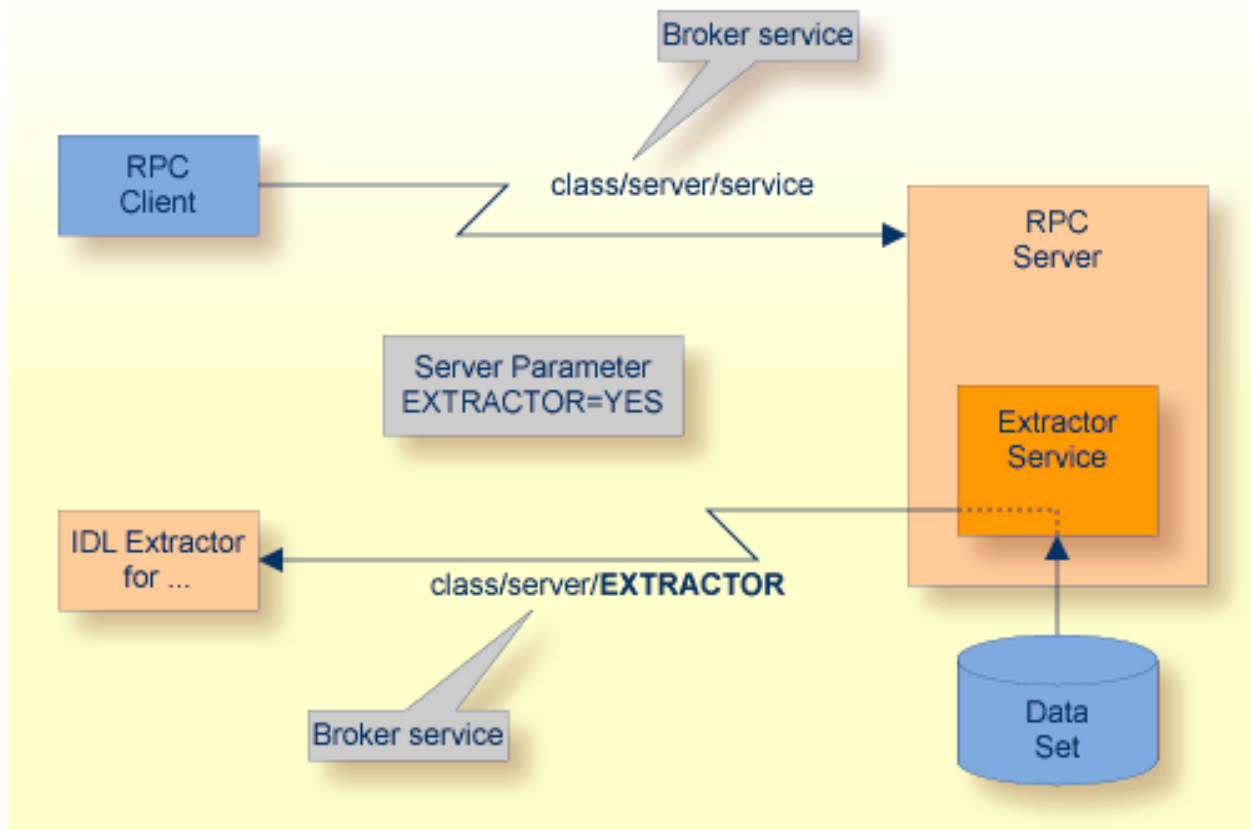 Broker service
RPC
Client
class/server/service
RPC
Server
Server Parameter
EXTRACTOR=YES
Extractor
Service
IDL Extractor
for ...
class/server/EXTRACTOR
Broker service
Data
Set